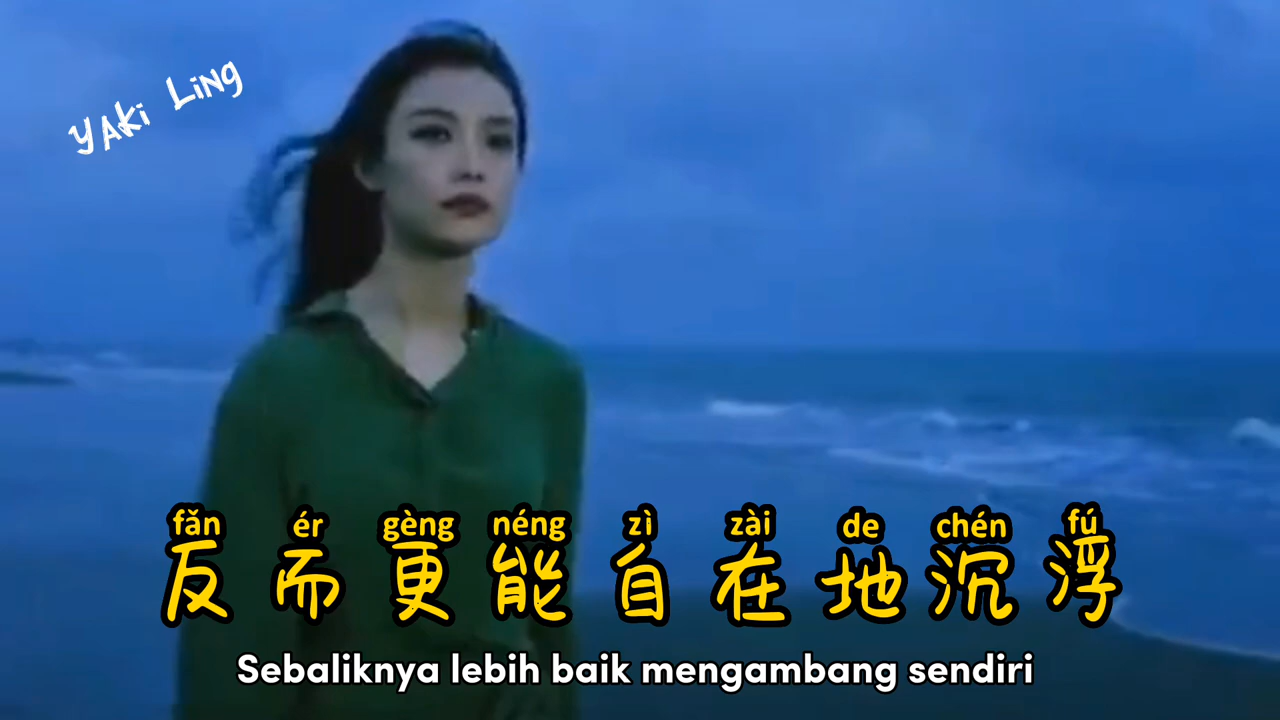 YAKi LiNg
fǎn ér gèng néng zì zài de chén fú
反而更能自在地沉浮
Sebaliknya lebih baik mengambang sendiri